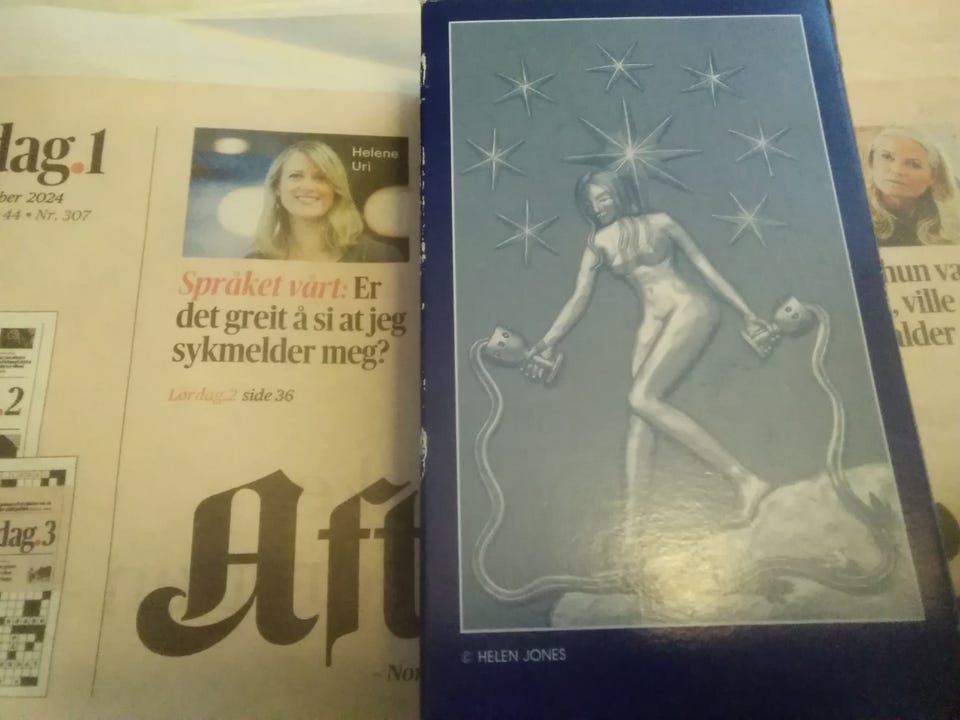 dag.1
ber 2024
44 • Nr. 307
Helene
Uri
Språket vårt: Er
det greit å si at jeg
sykmelder meg?
Lørdag.2 side 36
.2
dag.3
Aft
- No
hun va
, ville
alder
© HELEN JONES